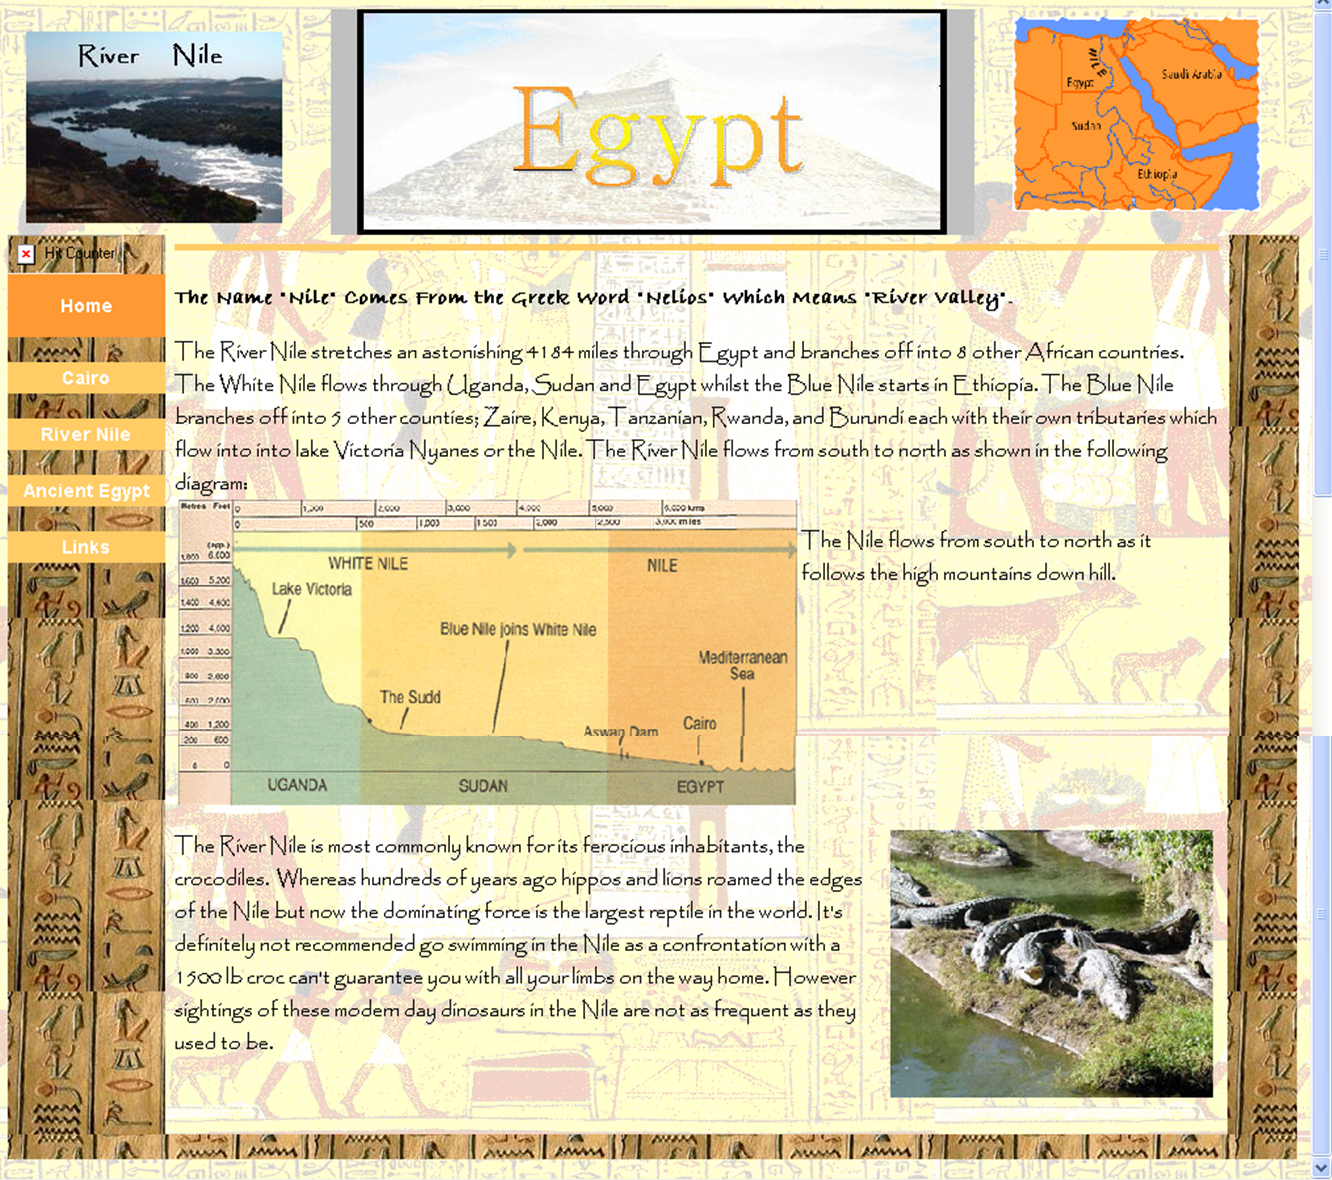 River Nile
Egypt
NILE
Egypt
Saudi Arabia
Sudan
Ethiopia
Hit Counter
Home
Cairo
River Nile
Ancient Egypt
Links
The Name "Nile" Comes From the Greek Word "Nelios" Which Means "River Valley".
The River Nile stretches an astonishing 4184 miles through Egypt and branches off into 8 other African countries.
The White Nile flows through Uganda, Sudan and Egypt whilst the Blue Nile starts in Ethiopia. The Blue Nile
branches off into 5 other counties; Zaire, Kenya, Tanzanian, Rwanda, and Burundi each with their own tributaries which
flow into into lake Victoria Nyanes or the Nile. The River Nile flows from south to north as shown in the following
diagram:
Metres Feet 0 1,000 2,000 3,000 4,000 5,000 6,000 kms
0 500 1,000 1,500 2,000 2,500 3,000 miles
(app.)
1,800 6,000
WHITE NILE NILE
1,600 5,200
Lake Victoria
1,400 4,600
1,200 4,000
Blue Nile joins White Nile
1,000 3,300
Mediterranean
Sea
800 2,600
600 2,000
The Sudd
400 1,200
Aswan Dam
Cairo
200 600
0 0
UGANDA SUDAN EGYPT
The Nile flows from south to north as it
follows the high mountains down hill.
The River Nile is most commonly known for its ferocious inhabitants, the
crocodiles. Whereas hundreds of years ago hippos and lions roamed the edges
of the Nile but now the dominating force is the largest reptile in the world. It's
definitely not recommended go swimming in the Nile as a confrontation with a
1500 lb croc can't guarantee you with all your limbs on the way home. However
sightings of these modern day dinosaurs in the Nile are not as frequent as they
used to be.